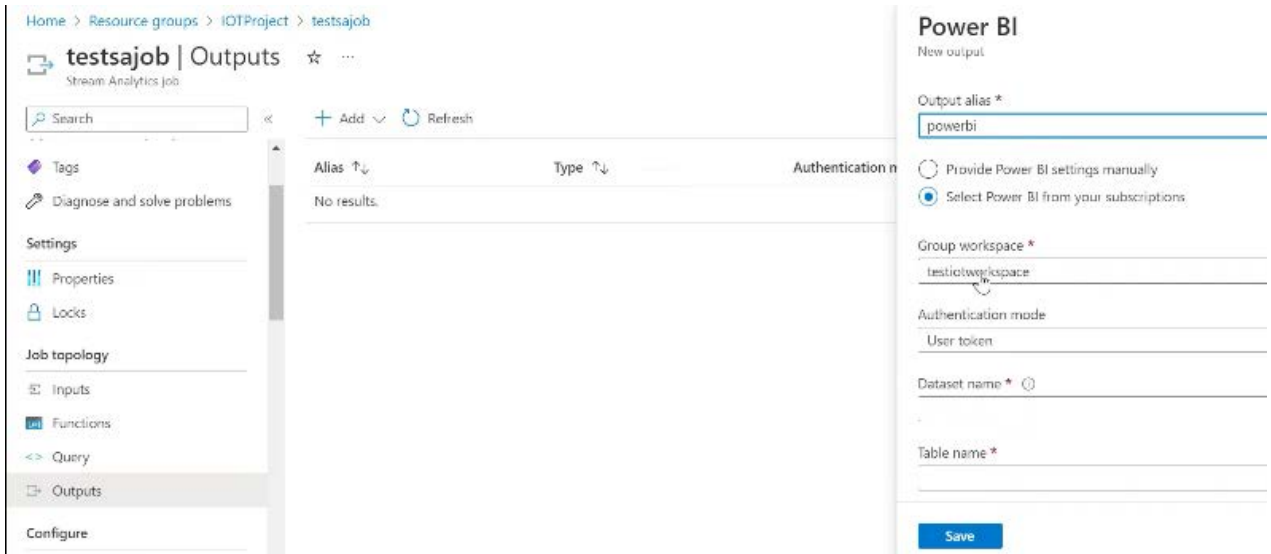 Home > Resource groups > IOTProject > testsajob
testsajob | Outputs
Stream Analytics job
Search
+ Add Refresh
Tags
Diagnose and solve problems
Settings
Properties
Locks
Job topology
Inputs
Functions
Query
Outputs
Configure
Alias Type Authentication m
No results.
Power BI
New output
Output alias *
powerbi
Provide Power BI settings manually
Select Power BI from your subscriptions
Group workspace *
testiotworkspace
Authentication mode
User token
Dataset name *
Table name *
Save